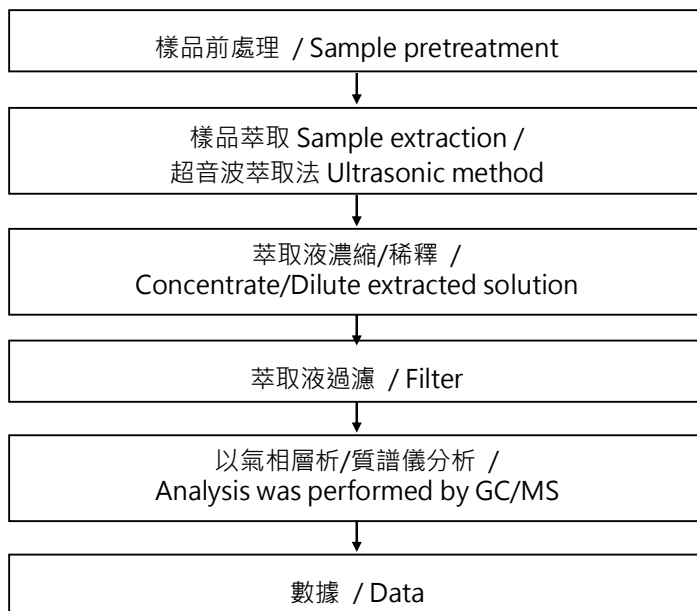 樣品前處理 / Sample pretreatment
樣品萃取 Sample extraction /
超音波萃取法 Ultrasonic method
萃取液濃縮/稀釋 /
Concentrate/Dilute extracted solution
萃取液過濾 / Filter
以氣相層析/質譜儀分析 /
Analysis was performed by GC/MS
數據 / Data